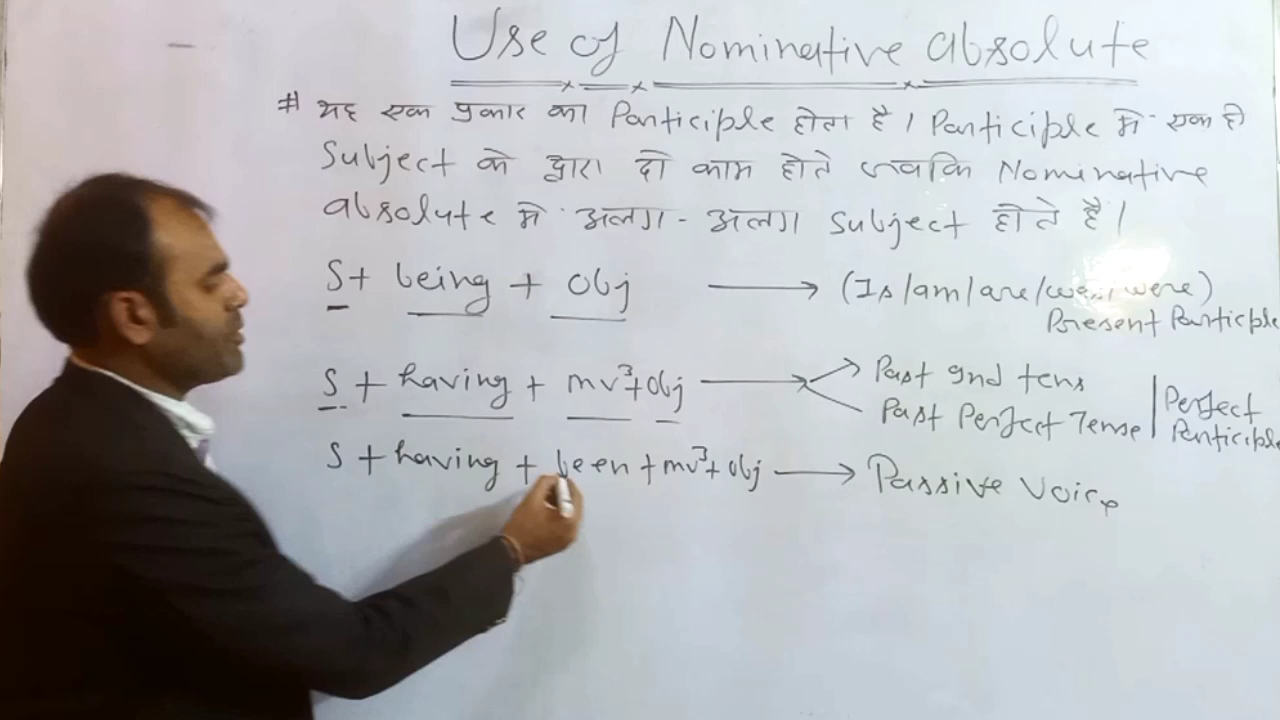 Use of Nominative absolute
# यह एक प्रकार का Participle होता है। Participle मे एक ही
Subject के द्वारा दो काम होते जबकि Nominative
absolute मे अलग-अलग Subject होते है।
S + being + obj → (Is/am/are/was/were)
Present Participle
S + having + mv³+obj → Past gnd tens
Past Perfect Tense
Perfect
Participle
S + having + been + mv³+ obj → Passive Voice